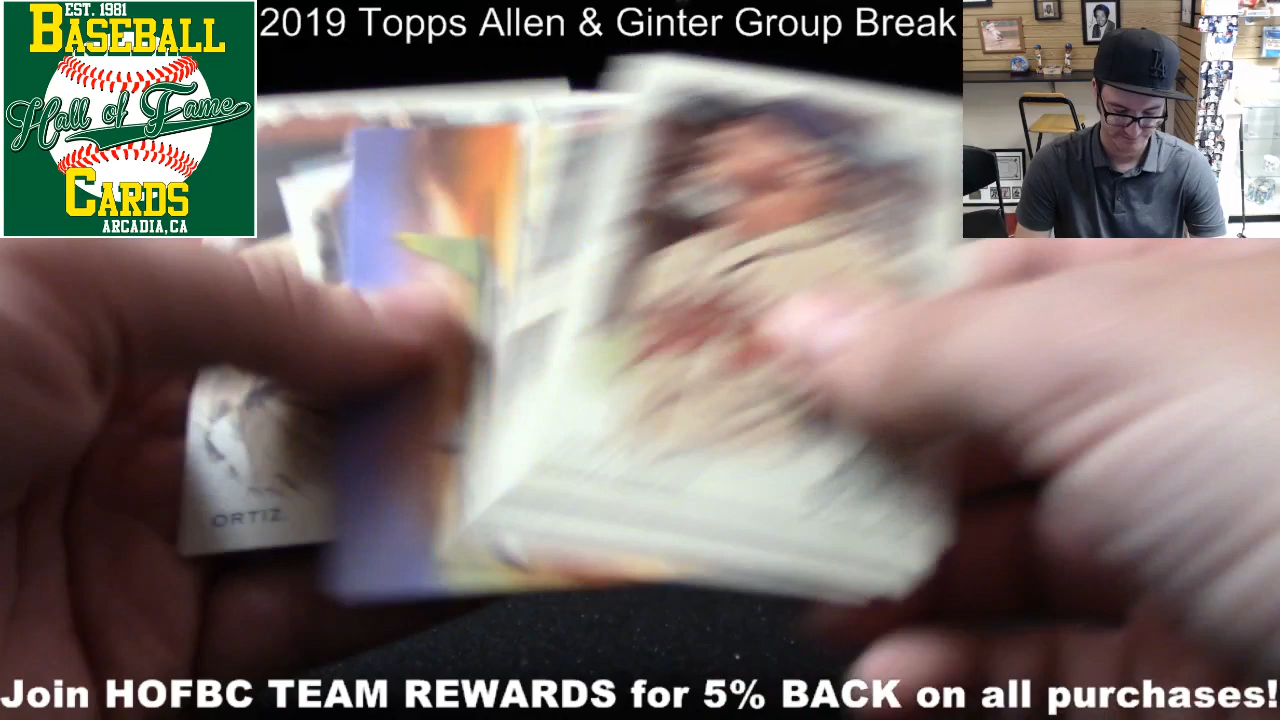 EST. 1981
BASEBALL
Hall of Fame
CARDS
ARCADIA, CA
2019 Topps Allen & Ginter Group Break
LA
ORTIZ
Join HOFBC TEAM REWARDS for 5% BACK on all purchases!